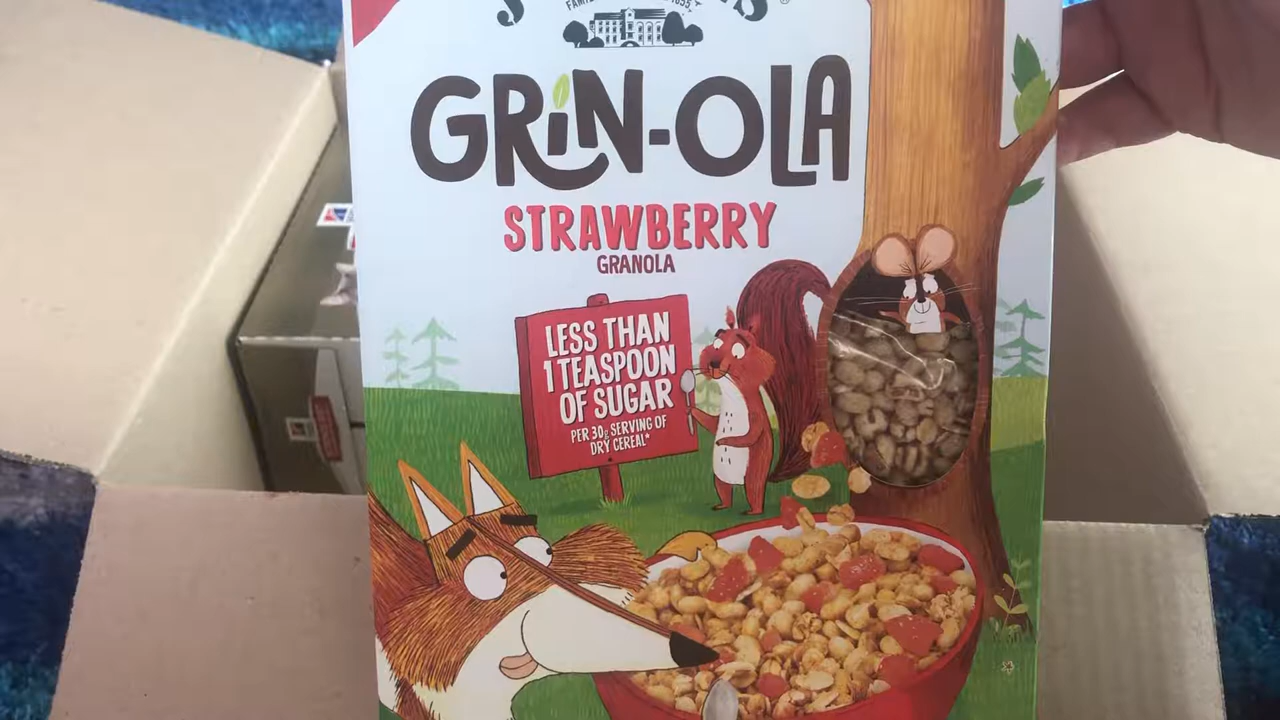 GRiN-OLA
STRAWBERRY
GRANOLA
LESS THAN
1 TEASPOON
OF SUGAR
PER 30g SERVING OF
DRY CEREAL*